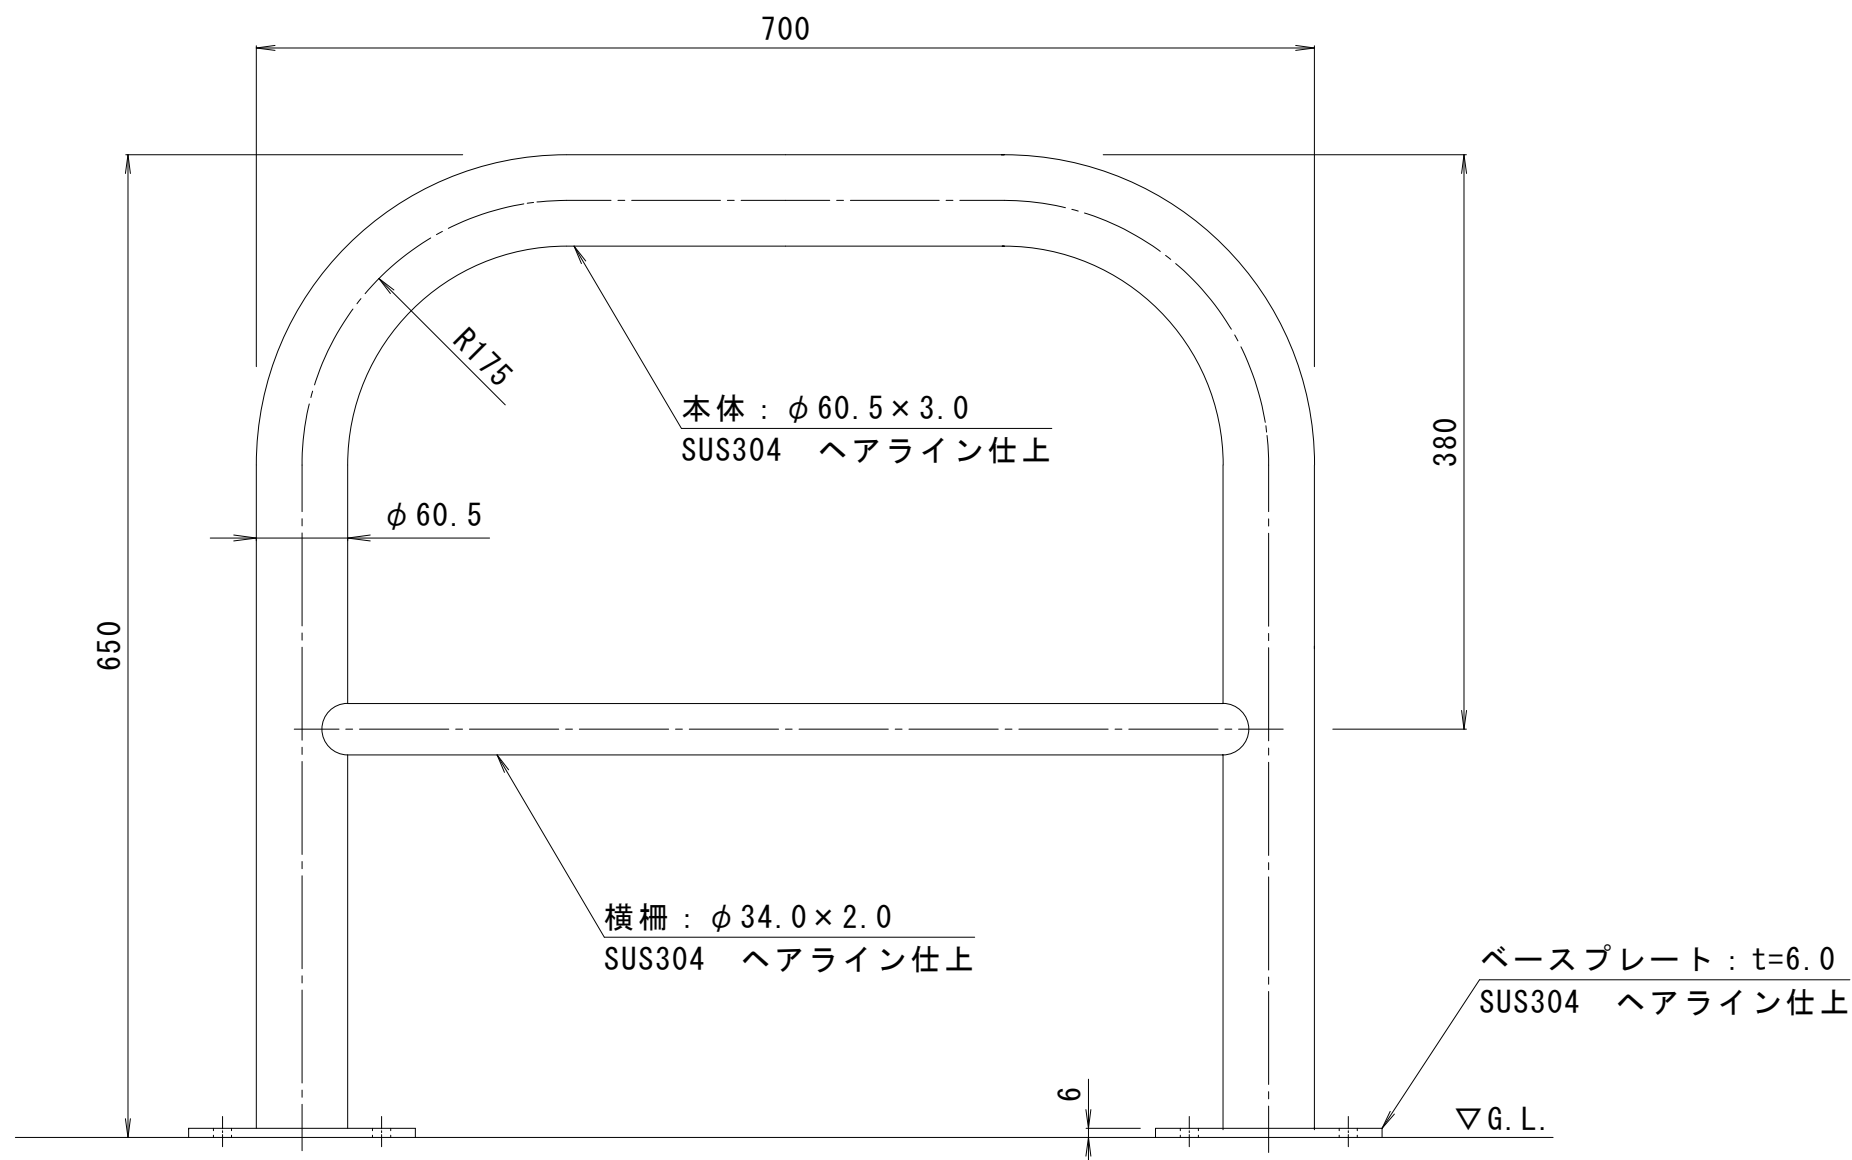 700
R175
本体：φ60.5×3.0
SUS304　ヘアライン仕上
380
φ60.5
650
横柵：φ34.0×2.0
SUS304　ヘアライン仕上
ベースプレート：t=6.0
SUS304　ヘアライン仕上
6
▽G.L.